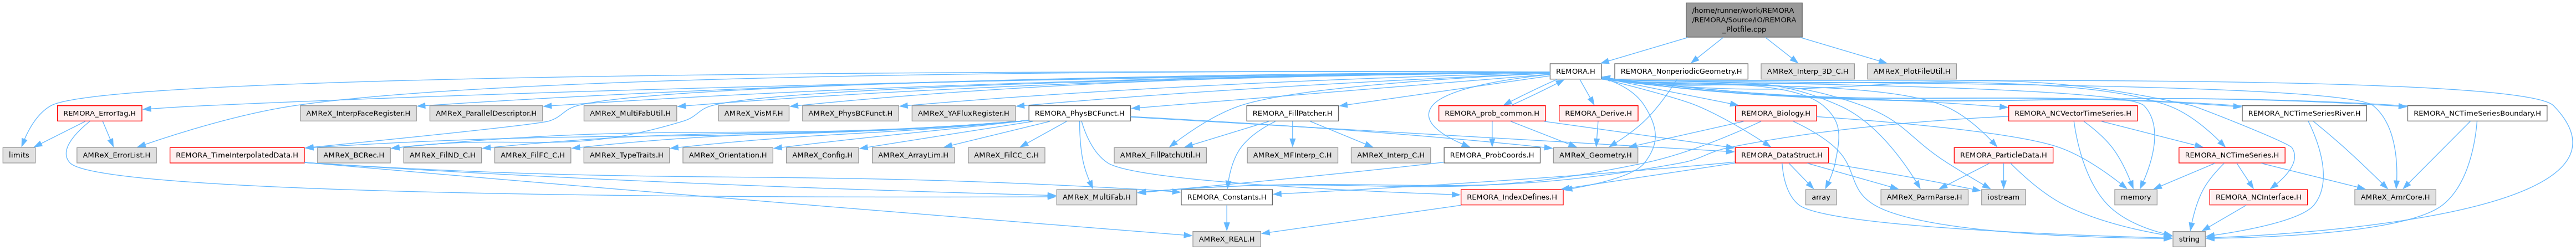 /home/runner/work/REMORA
/REMORA/Source/IO/REMORA
_Plotfile.cpp
REMORA.H
REMORA_NonperiodicGeometry.H
AMReX_Interp_3D_C.H
AMReX_PlotFileUtil.H
REMORA_ErrorTag.H
AMReX_InterpFaceRegister.H
AMReX_ParallelDescriptor.H
AMReX_MultiFabUtil.H
AMReX_VisMF.H
AMReX_PhysBCFunct.H
AMReX_YAFluxRegister.H
REMORA_PhysBCFunct.H
REMORA_FillPatcher.H
REMORA_prob_common.H
REMORA_Derive.H
REMORA_Biology.H
REMORA_NCVectorTimeSeries.H
REMORA_NCTimeSeriesRiver.H
REMORA_NCTimeSeriesBoundary.H
limits
AMReX_ErrorList.H
REMORA_TimeInterpolatedData.H
AMReX_BCRec.H
AMReX_FilND_C.H
AMReX_FilFC_C.H
AMReX_TypeTraits.H
AMReX_Orientation.H
AMReX_Config.H
AMReX_ArrayLim.H
AMReX_FilCC_C.H
AMReX_FillPatchUtil.H
AMReX_MFInterp_C.H
AMReX_Interp_C.H
REMORA_ProbCoords.H
AMReX_Geometry.H
REMORA_DataStruct.H
REMORA_ParticleData.H
REMORA_NCTimeSeries.H
AMReX_MultiFab.H
REMORA_Constants.H
REMORA_IndexDefines.H
array
AMReX_ParmParse.H
iostream
memory
REMORA_NCInterface.H
AMReX_AmrCore.H
AMReX_REAL.H
string